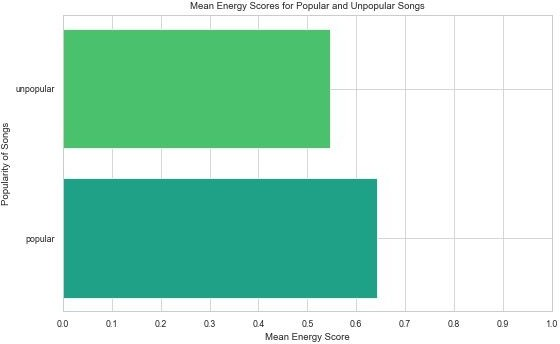 Mean Energy Scores for Popular and Unpopular Songs
Popularity of Songs
unpopular
popular
0.0 0.1 0.2 0.3 0.4 0.5 0.6 0.7 0.8 0.9 1.0
Mean Energy Score